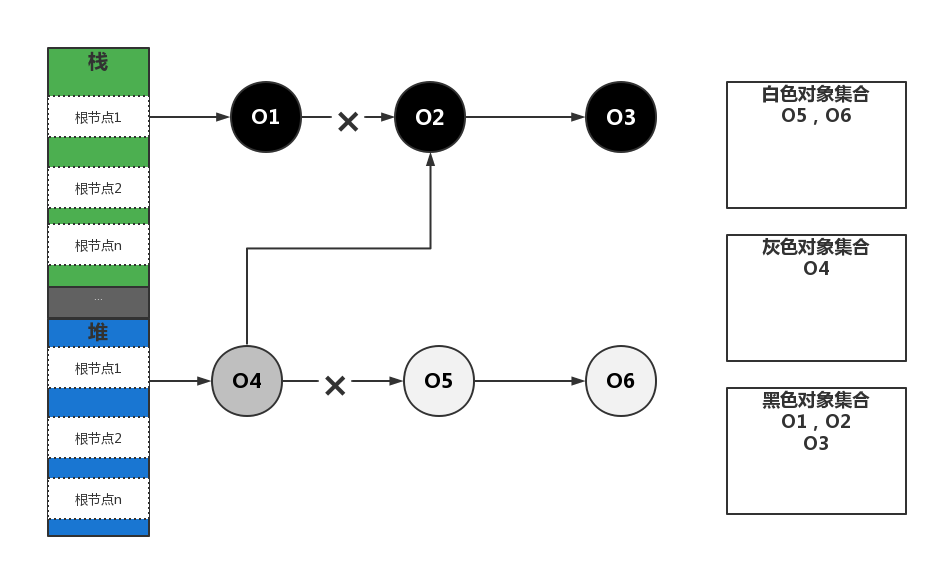 栈
根节点1
根节点2
根节点n
...
堆
根节点1
根节点2
根节点n
O1
×
O2
O3
O4
×
O5
O6
白色对象集合
O5 , O6
灰色对象集合
O4
黑色对象集合
O1 , O2
O3